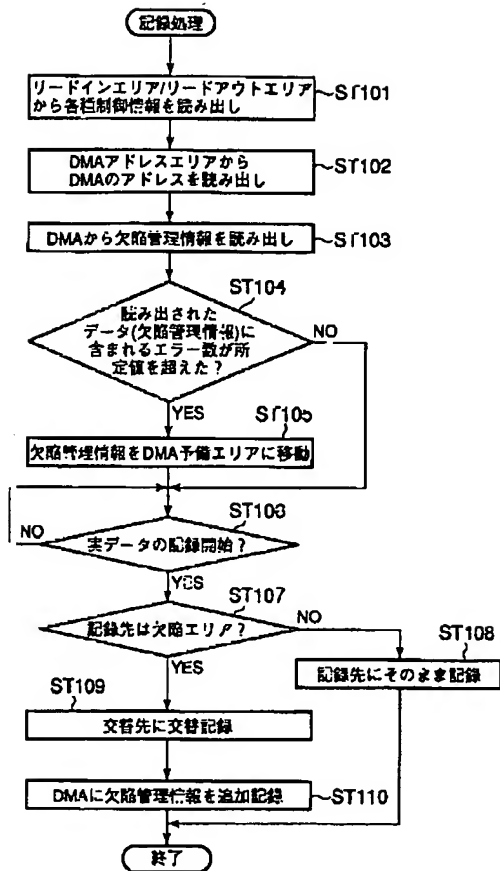 記録処理
リードインエリア/リードアウトエリア
から各種制御情報を読み出し
ST101
DMAアドレスエリアから
DMAのアドレスを読み出し
ST102
DMAから欠陥管理情報を読み出し
ST103
ST104
読み出された
データ(欠陥管理情報)に
含まれるエラー数が所
定値を超えた?
NO
YES
ST105
欠陥管理情報をDMA予備エリアに移動
ST106
NO
実データの記録開始?
YES
ST107
記録先は欠陥エリア?
NO
YES
ST108
記録先にそのまま記録
ST109
交替先に交替記録
DMAに欠陥管理情報を追加記録
ST110
終了